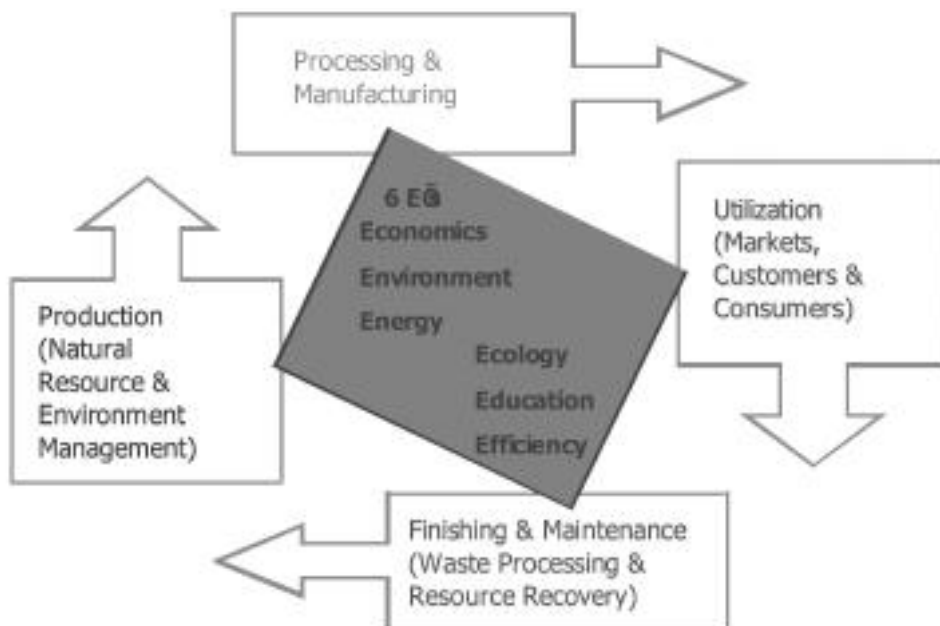 Processing &
Manufacturing
6 E's
Economics
Environment
Energy
Ecology
Education
Efficiency
Utilization
(Markets,
Customers &
Consumers)
Production
(Natural
Resource &
Environment
Management)
Finishing & Maintenance
(Waste Processing &
Resource Recovery)